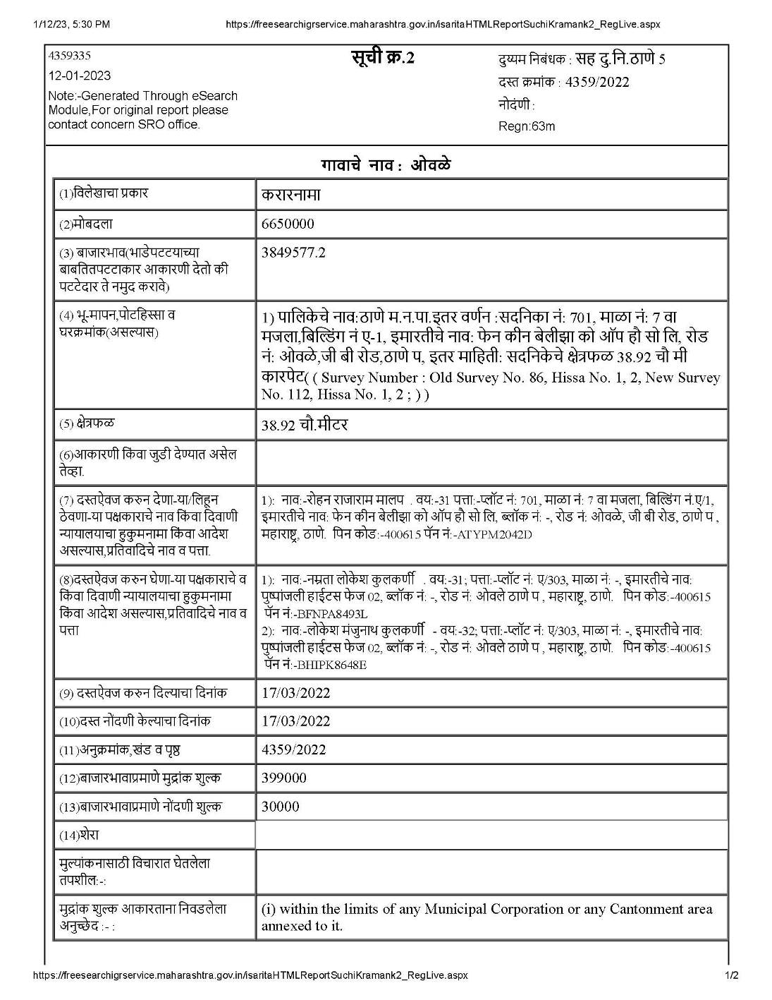 1/12/23, 5:30 PM
https://freesearchigrservice.maharashtra.gov.in/isaritaHTMLReportSuchiKramank2_RegLive.aspx
4359335
12-01-2023
Note:-Generated Through eSearch
Module,For original report please
contact concern SRO office.
सूची क्र.2
दुय्यम निबंधक : सह दु.नि.ठाणे 5
दस्त क्रमांक : 4359/2022
नोदंणी :
Regn:63m
गावाचे नाव : ओवळे
(1)विलेखाचा प्रकार
करारनामा
(2)मोबदला
6650000
(3) बाजारभाव(भाडेपटटयाच्या
बाबतितपटटाकार आकारणी देतो की
पटटेदार ते नमुद करावे)
3849577.2
(4) भू-मापन,पोटहिस्सा व
घरक्रमांक(असल्यास)
1) पालिकेचे नाव:ठाणे म.न.पा.इतर वर्णन :सदनिका नं: 701, माळा नं: 7 वा
मजला,बिल्डिंग नं ए-1, इमारतीचे नाव: फेन कीन बेलीझा को ऑप हौ सो लि, रोड
नं: ओवळे,जी बी रोड,ठाणे प, इतर माहिती: सदनिकेचे क्षेत्रफळ 38.92 चौ मी
कारपेट( ( Survey Number : Old Survey No. 86, Hissa No. 1, 2, New Survey
No. 112, Hissa No. 1, 2 ; ) )
(5) क्षेत्रफळ
38.92 चौ.मीटर
(6)आकारणी किंवा जुडी देण्यात असेल
तेव्हा.
(7) दस्तऐवज करुन देणा-या/लिहून
ठेवणा-या पक्षकाराचे नाव किंवा दिवाणी
न्यायालयाचा हुकुमनामा किंवा आदेश
असल्यास,प्रतिवादिचे नाव व पत्ता.
1): नाव:-रोहन राजाराम मालप . वय:-31 पत्ता:-प्लॉट नं: 701, माळा नं: 7 वा मजला, बिल्डिंग नं.ए/1,
इमारतीचे नाव: फेन कीन बेलीझा को ऑप हौ सो लि, ब्लॉक नं: -, रोड नं: ओवळे, जी बी रोड, ठाणे प ,
महाराष्ट्र, ठाणे. पिन कोड:-400615 पॅन नं:-ATYPM2042D
(8)दस्तऐवज करुन घेणा-या पक्षकाराचे व
किंवा दिवाणी न्यायालयाचा हुकुमनामा
किंवा आदेश असल्यास,प्रतिवादिचे नाव व
पत्ता
1): नाव:-नम्रता लोकेश कुलकर्णी . वय:-31; पत्ता:-प्लॉट नं: ए/303, माळा नं: -, इमारतीचे नाव:
पुष्पांजली हाईटस फेज 02, ब्लॉक नं: -, रोड नं: ओवले ठाणे प , महाराष्ट्र, ठाणे. पिन कोड:-400615
पॅन नं:-BFNPA8493L
2): नाव:-लोकेश मंजुनाथ कुलकर्णी - वय:-32; पत्ता:-प्लॉट नं: ए/303, माळा नं: -, इमारतीचे नाव:
पुष्पांजली हाईटस फेज 02, ब्लॉक नं: -, रोड नं: ओवले ठाणे प , महाराष्ट्र, ठाणे. पिन कोड:-400615
पॅन नं:-BHIPK8648E
(9) दस्तऐवज करुन दिल्याचा दिनांक
17/03/2022
(10)दस्त नोंदणी केल्याचा दिनांक
17/03/2022
(11)अनुक्रमांक,खंड व पृष्ठ
4359/2022
(12)बाजारभावाप्रमाणे मुद्रांक शुल्क
399000
(13)बाजारभावाप्रमाणे नोंदणी शुल्क
30000
(14)शेरा
मुल्यांकनासाठी विचारात घेतलेला
तपशील:-:
मुद्रांक शुल्क आकारताना निवडलेला
अनुच्छेद :- :
(i) within the limits of any Municipal Corporation or any Cantonment area
annexed to it.
https://freesearchigrservice.maharashtra.gov.in/isaritaHTMLReportSuchiKramank2_RegLive.aspx
1/2